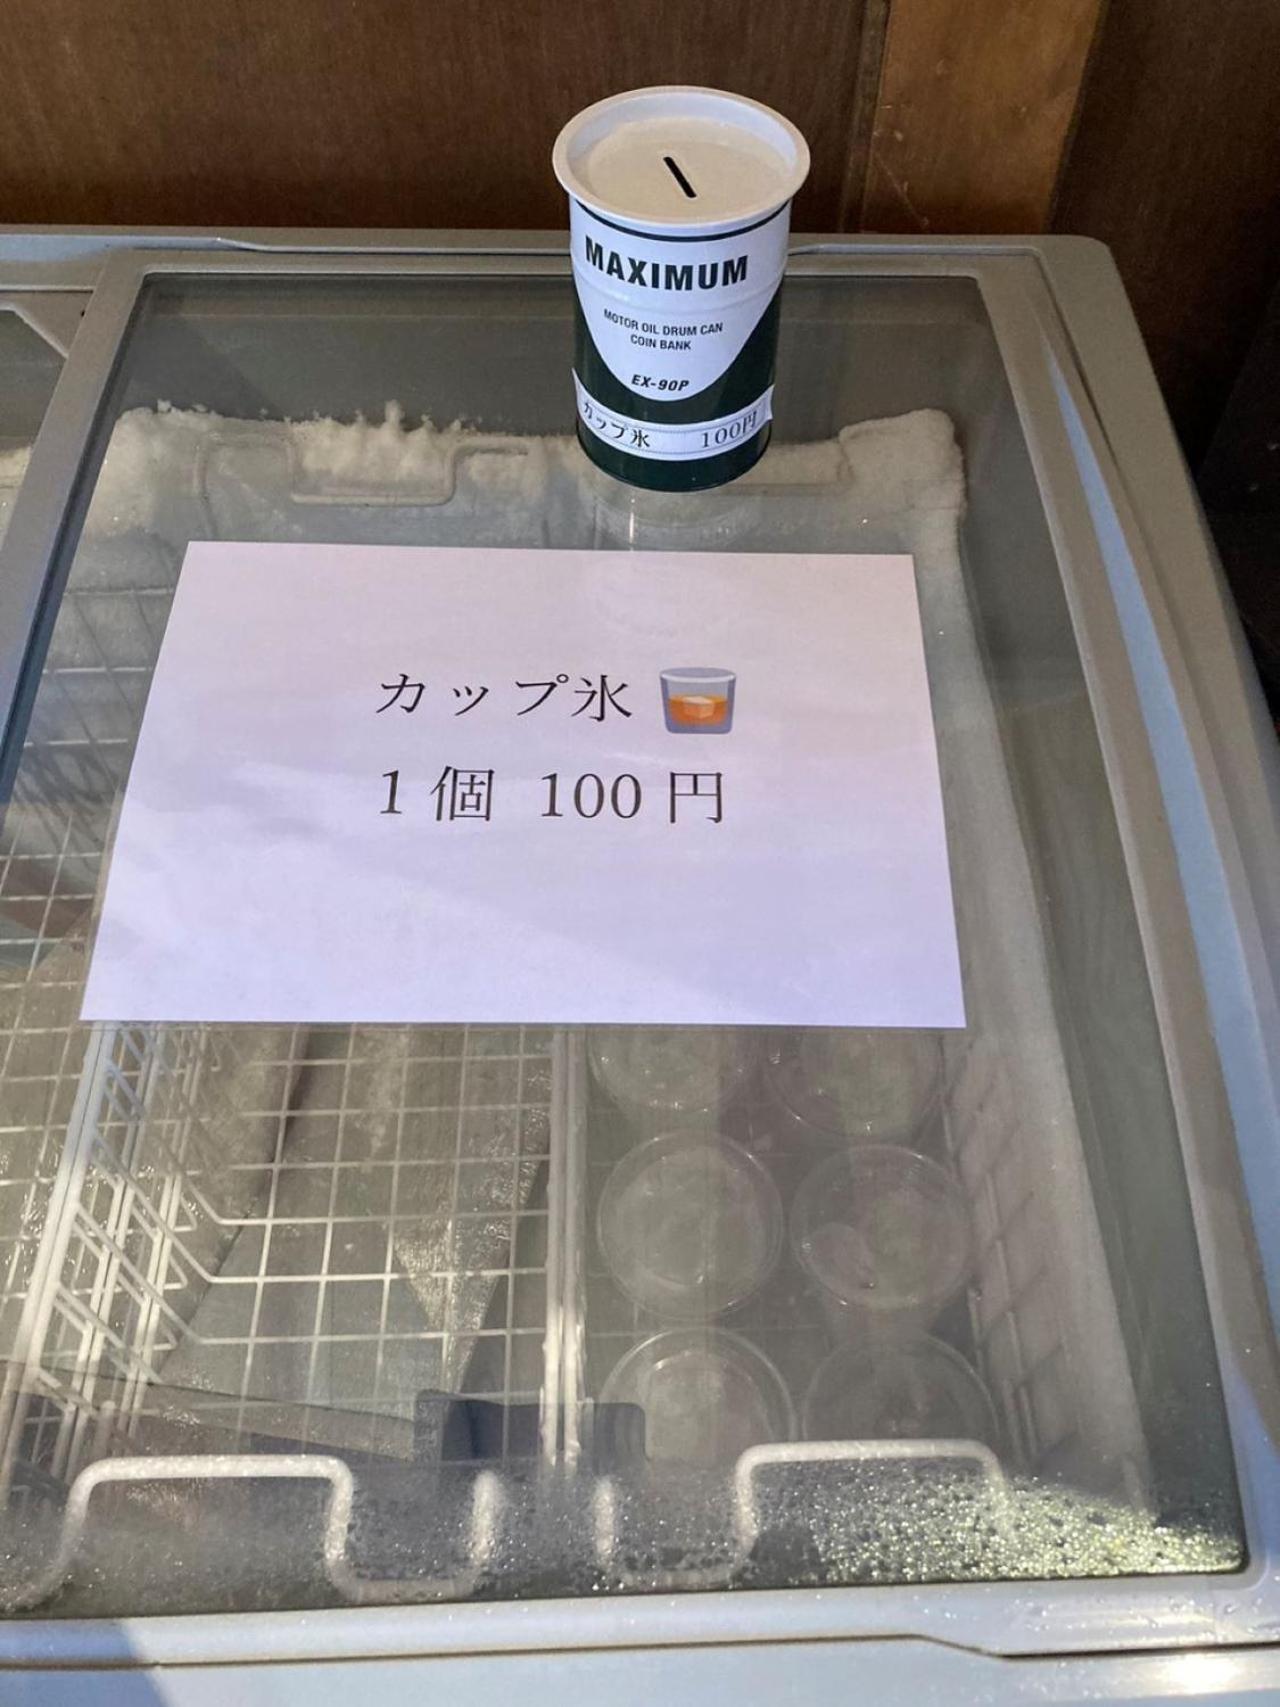 MAXIMUM
MOTOR OIL DRUM CAN
COIN BANK
EX-90P
カップ氷 100円
カップ氷
1個 100円